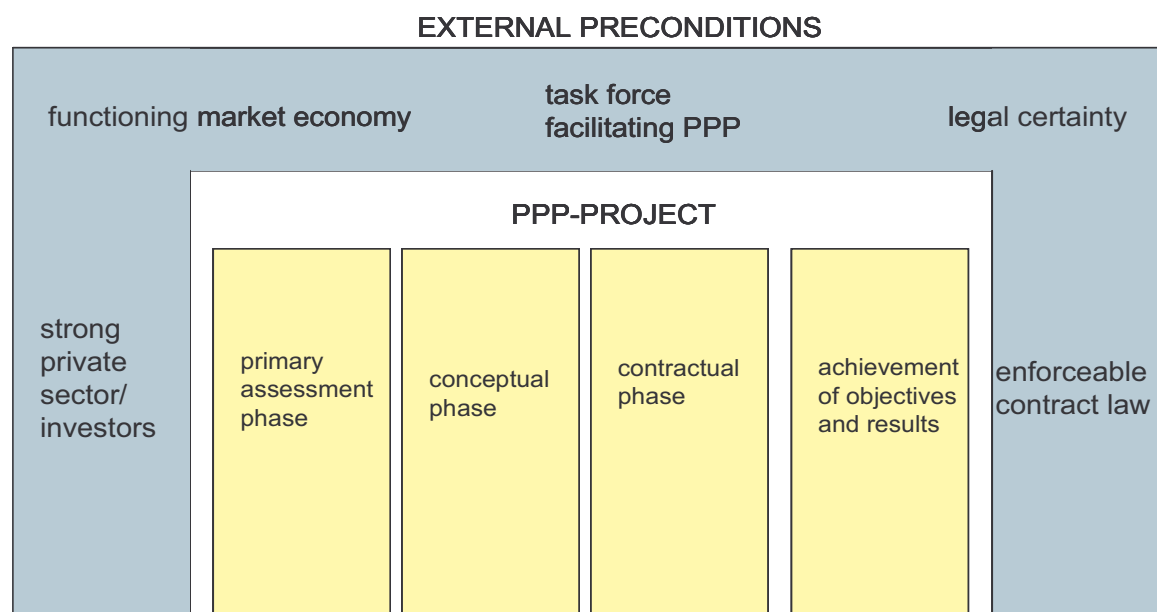 EXTERNAL PRECONDITIONS
functioning market economy
task force
facilitating PPP
legal certainty
PPP-PROJECT
strong
private
sector/
investors
primary
assessment
phase
conceptual
phase
contractual
phase
achievement
of objectives
and results
enforceable
contract law